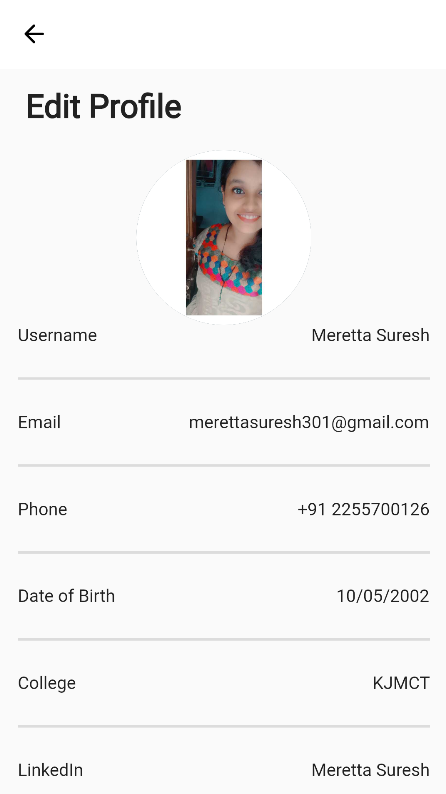 Edit Profile
Username Meretta Suresh
Email merettasuresh301@gmail.com
Phone +91 2255700126
Date of Birth 10/05/2002
College KJMCT
LinkedIn Meretta Suresh